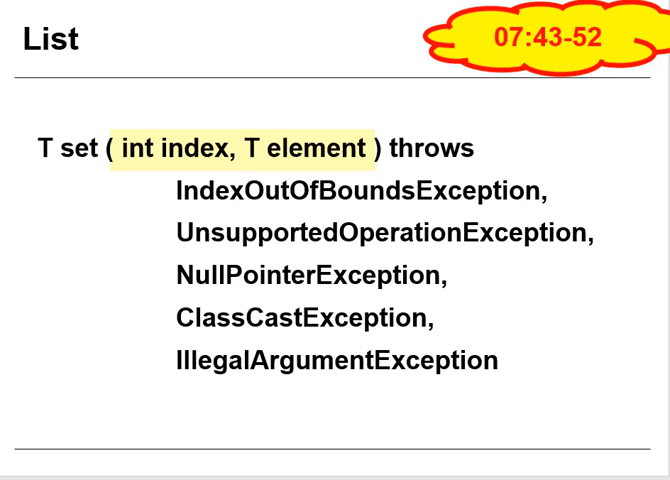 List
07:43-52
T set ( int index, T element ) throws
IndexOutOfBoundsException,
UnsupportedOperationException,
NullPointerException,
ClassCastException,
IllegalArgumentException